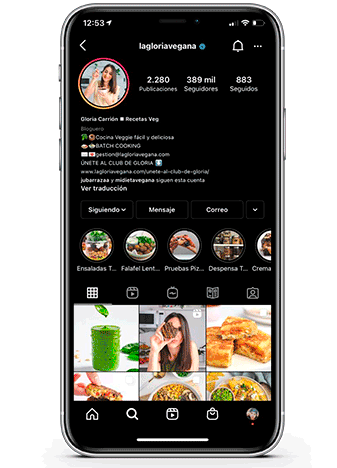 12:53
lagloriavegana
2.280
389 mil
883
Publicaciones
Seguidores
Seguidos
Gloria Carrión ■ Recetas Veg
Bloguero
Cocina Veggie fácil y deliciosa
BATCH COOKING
gestion@lagloriavegana.com
ÚNETE AL CLUB DE GLORIA
www.lagloriavegana.com/unete-al-club-de-gloria/
jubarrazaa y midietavegana siguen esta cuenta
Ver traducción
Siguiendo
Mensaje
Correo
Ensaladas T...
Falafel Lent...
Pruebas Piz...
Despensa T...
Crema